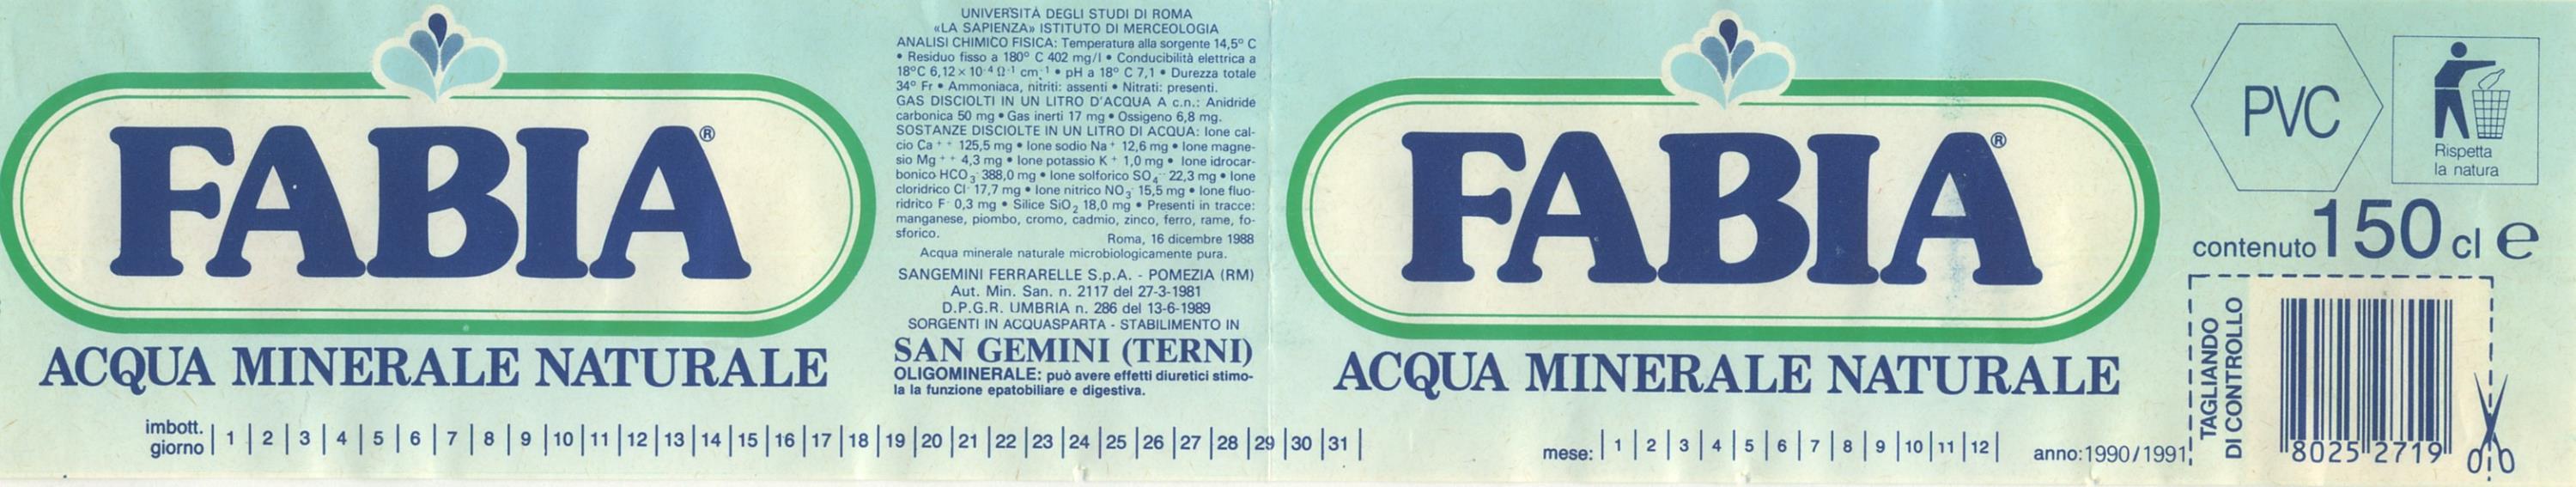 FABIA®
ACQUA MINERALE NATURALE
UNIVERSITÀ DEGLI STUDI DI ROMA
«LA SAPIENZA» ISTITUTO DI MERCEOLOGIA
ANALISI CHIMICO FISICA: Temperatura alla sorgente 14,5° C
• Residuo fisso a 180° C 402 mg/l • Conducibilità elettrica a
18°C 6,12 × 10⁻⁴ Ω⁻¹ cm⁻¹ • pH a 18° C 7,1 • Durezza totale
34° Fr • Ammoniaca, nitriti: assenti • Nitrati: presenti.
GAS DISCIOLTI IN UN LITRO D'ACQUA A c.n.: Anidride
carbonica 50 mg • Gas inerti 17 mg • Ossigeno 6,8 mg.
SOSTANZE DISCIOLTE IN UN LITRO DI ACQUA: Ione cal-
cio Ca⁺⁺ 125,5 mg • Ione sodio Na⁺ 12,6 mg • Ione magne-
sio Mg⁺⁺ 4,3 mg • Ione potassio K⁺ 1,0 mg • Ione idrocar-
bonico HCO₃⁻ 388,0 mg • Ione solforico SO₄⁻⁻ 22,3 mg • Ione
cloridrico Cl⁻ 17,7 mg • Ione nitrico NO₃⁻ 15,5 mg • Ione fluo-
ridrico F⁻ 0,3 mg • Silice SiO₂ 18,0 mg • Presenti in tracce:
manganese, piombo, cromo, cadmio, zinco, ferro, rame, fo-
sforico.
Roma, 16 dicembre 1988
Acqua minerale naturale microbiologicamente pura.
SANGEMINI FERRARELLE S.p.A. - POMEZIA (RM)
Aut. Min. San. n. 2117 del 27-3-1981
D.P.G.R. UMBRIA n. 286 del 13-6-1989
SORGENTI IN ACQUASPARTA - STABILIMENTO IN
SAN GEMINI (TERNI)
OLIGOMINERALE: può avere effetti diuretici stimo-
la la funzione epatobiliare e digestiva.
FABIA®
ACQUA MINERALE NATURALE
PVC
Rispetta
la natura
contenuto 150 cl e
TAGLIANDO
DI CONTROLLO
80252719
imbott.
giorno | 1 | 2 | 3 | 4 | 5 | 6 | 7 | 8 | 9 | 10 | 11 | 12 | 13 | 14 | 15 | 16 | 17 | 18 | 19 | 20 | 21 | 22 | 23 | 24 | 25 | 26 | 27 | 28 | 29 | 30 | 31 |
mese: | 1 | 2 | 3 | 4 | 5 | 6 | 7 | 8 | 9 | 10 | 11 | 12 |
anno: 1990/1991